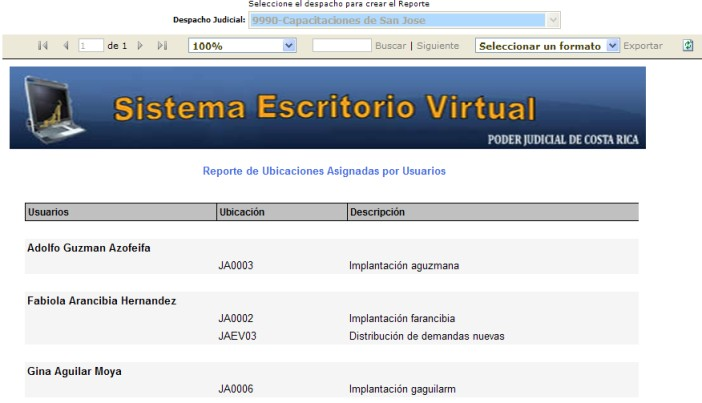 Seleccione el despacho para crear el Reporte
Despacho Judicial: 9990-Capacitaciones de San Jose
1 de 1 100% Buscar | Siguiente Seleccionar un formato Exportar
Sistema Escritorio Virtual
PODER JUDICIAL DE COSTA RICA
Reporte de Ubicaciones Asignadas por Usuarios
Usuarios Ubicación Descripción
Adolfo Guzman Azofeifa
JA0003 Implantación aguzmana
Fabiola Arancibia Hernandez
JA0002 Implantación farancibia
JAEV03 Distribución de demandas nuevas
Gina Aguilar Moya
JA0006 Implantación gaguilarm